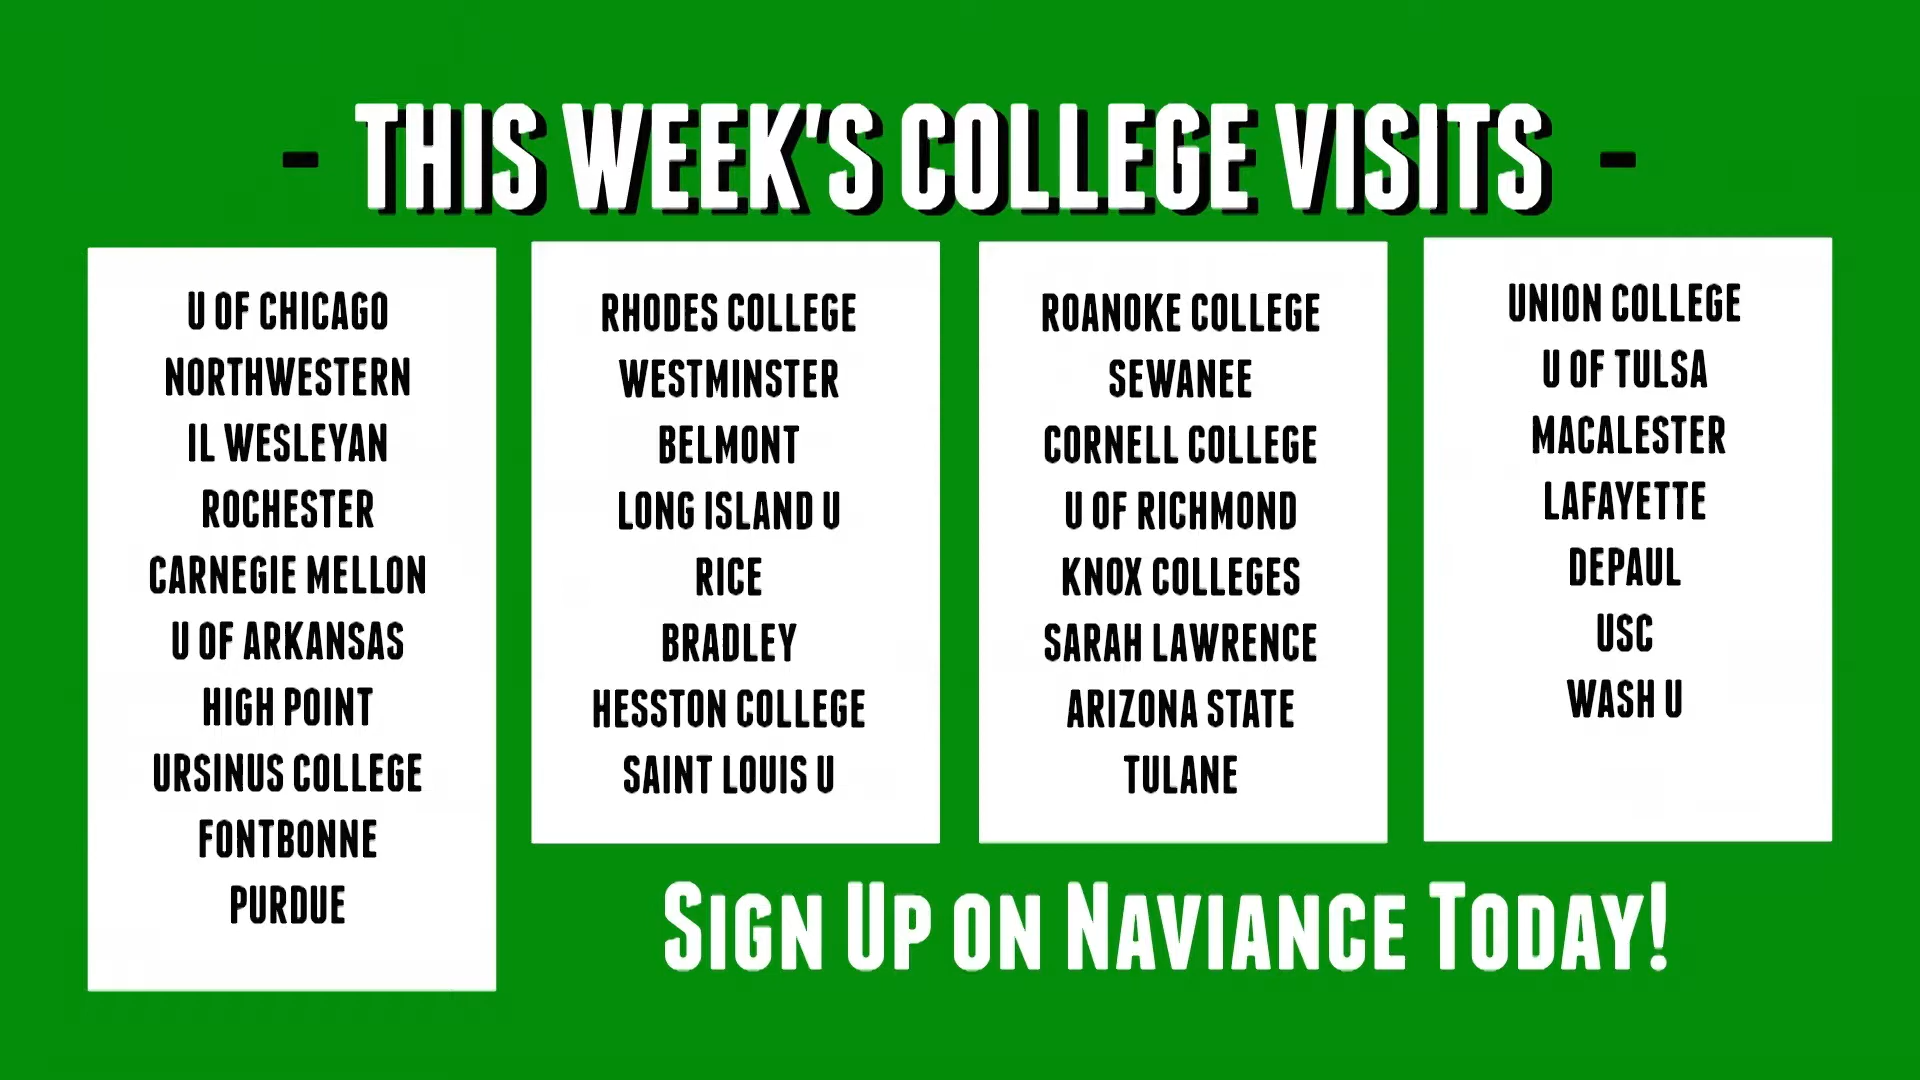 - THIS WEEK'S COLLEGE VISITS -
U OF CHICAGO
NORTHWESTERN
IL WESLEYAN
ROCHESTER
CARNEGIE MELLON
U OF ARKANSAS
HIGH POINT
URSINUS COLLEGE
FONTBONNE
PURDUE
RHODES COLLEGE
WESTMINSTER
BELMONT
LONG ISLAND U
RICE
BRADLEY
HESSTON COLLEGE
SAINT LOUIS U
ROANOKE COLLEGE
SEWANEE
CORNELL COLLEGE
U OF RICHMOND
KNOX COLLEGES
SARAH LAWRENCE
ARIZONA STATE
TULANE
UNION COLLEGE
U OF TULSA
MACALESTER
LAFAYETTE
DEPAUL
USC
WASH U
SIGN UP ON NAVIANCE TODAY!